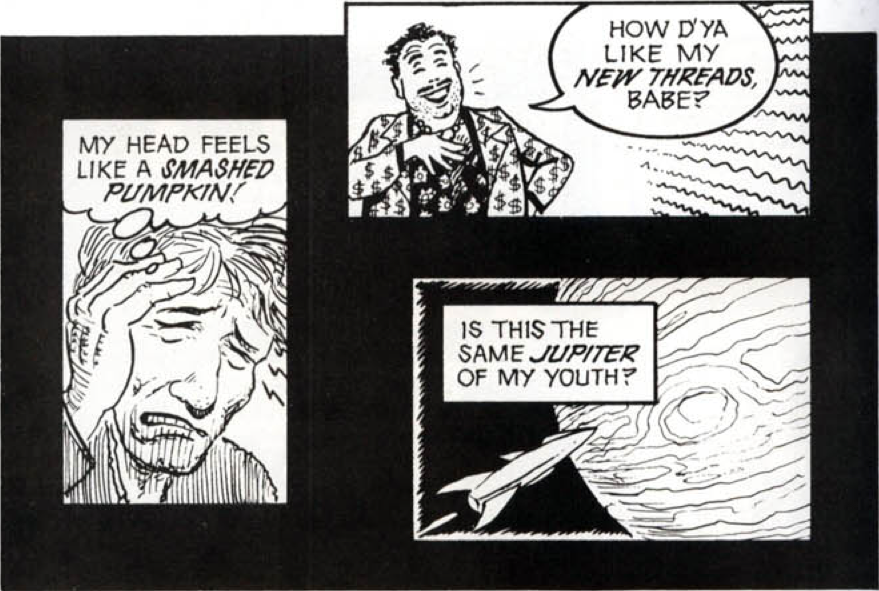 MY HEAD FEELS
LIKE A SMASHED
PUMPKIN!
HOW D'YA
LIKE MY
NEW THREADS,
BABE?
IS THIS THE
SAME JUPITER
OF MY YOUTH?